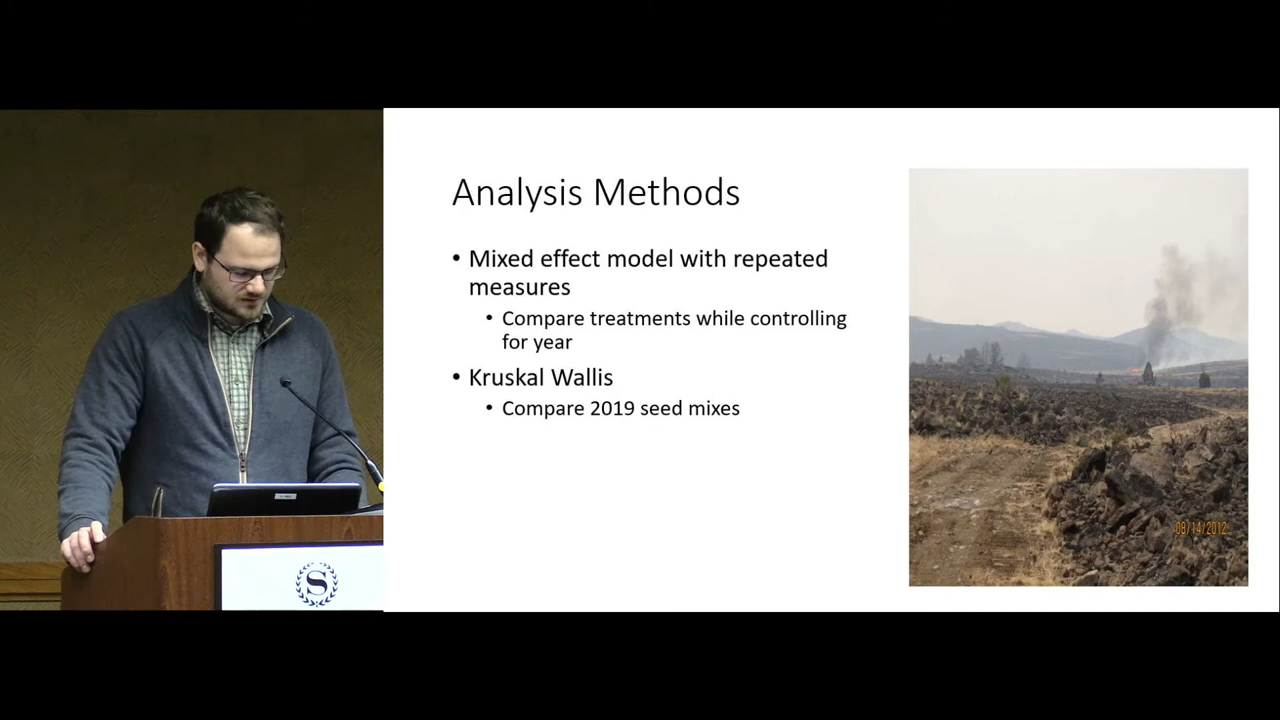 Analysis Methods
• Mixed effect model with repeated
measures
• Compare treatments while controlling
for year
• Kruskal Wallis
• Compare 2019 seed mixes
08/14/2012
S